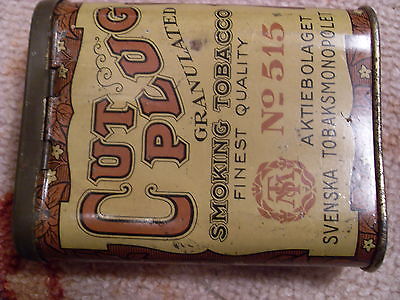 CUT
PLUG
GRANULATED
SMOKING TOBACCO
FINEST QUALITY
No 515
AKTIEBOLAGET
SVENSKA TOBAKSMONOPOLET